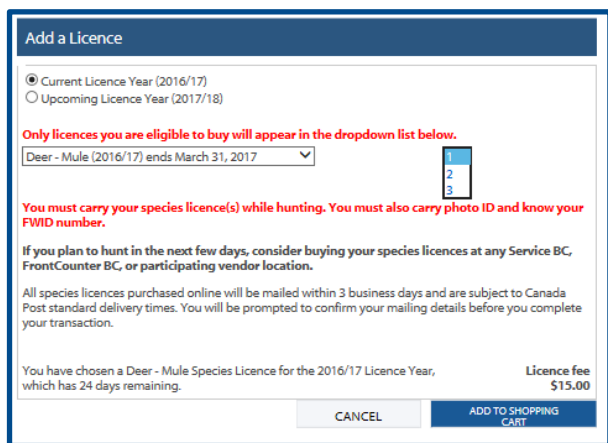 Add a Licence
Current Licence Year (2016/17)
Upcoming Licence Year (2017/18)
Only licences you are eligible to buy will appear in the dropdown list below.
Deer - Mule (2016/17) ends March 31, 2017
1
2
3
You must carry your species licence(s) while hunting. You must also carry photo ID and know your
FWID number.
If you plan to hunt in the next few days, consider buying your species licences at any Service BC,
FrontCounter BC, or participating vendor location.
All species licences purchased online will be mailed within 3 business days and are subject to Canada
Post standard delivery times. You will be prompted to confirm your mailing details before you complete
your transaction.
You have chosen a Deer - Mule Species Licence for the 2016/17 Licence Year,
which has 24 days remaining.
Licence fee
$15.00
CANCEL
ADD TO SHOPPING
CART